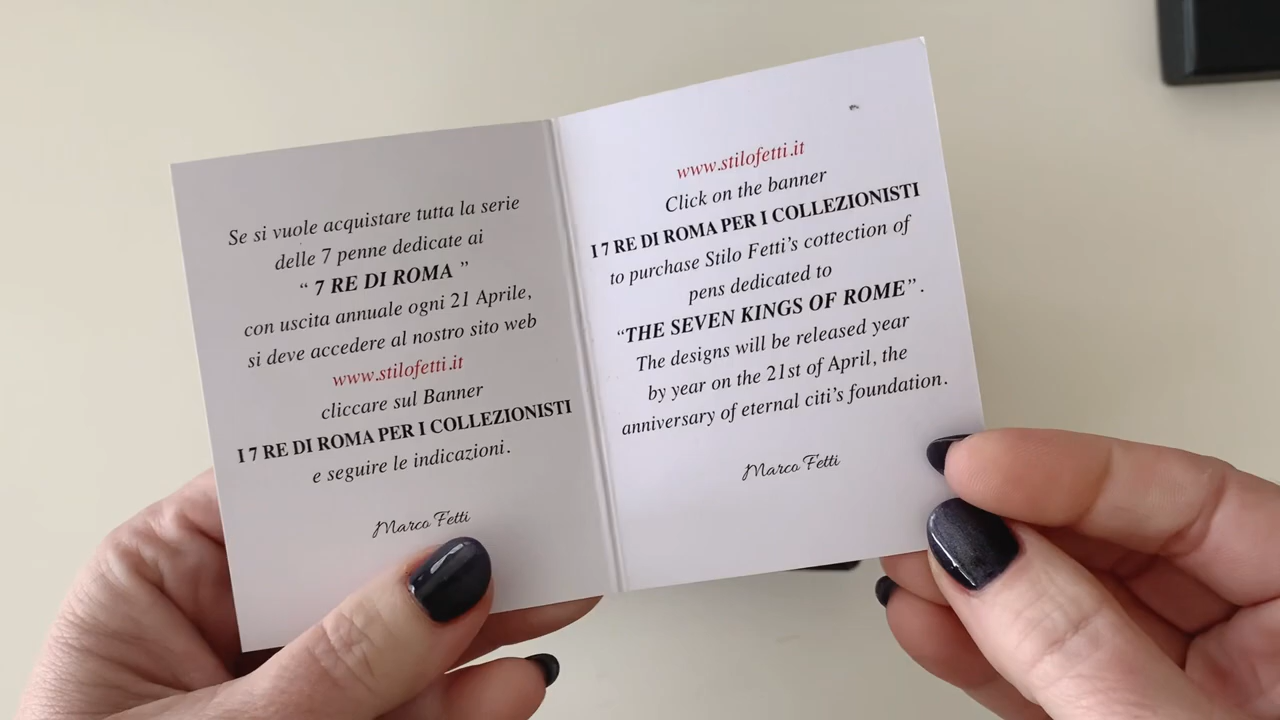 Se si vuole acquistare tutta la serie
delle 7 penne dedicate ai
“ 7 RE DI ROMA ”
con uscita annuale ogni 21 Aprile,
si deve accedere al nostro sito web
www.stilofetti.it
cliccare sul Banner
I 7 RE DI ROMA PER I COLLEZIONISTI
e seguire le indicazioni.
Marco Fetti
www.stilofetti.it
Click on the banner
I 7 RE DI ROMA PER I COLLEZIONISTI
to purchase Stilo Fetti’s cottection of
pens dedicated to
“THE SEVEN KINGS OF ROME”.
The designs will be released year
by year on the 21st of April, the
anniversary of eternal citi’s foundation.
Marco Fetti